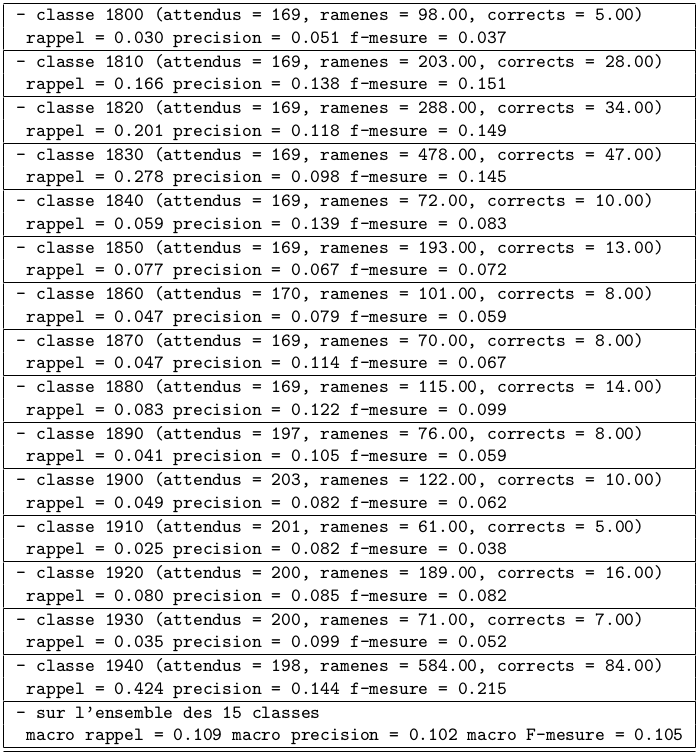 - classe 1800 (attendus = 169, ramenes = 98.00, corrects = 5.00)
rappel = 0.030 precision = 0.051 f-mesure = 0.037
- classe 1810 (attendus = 169, ramenes = 203.00, corrects = 28.00)
rappel = 0.166 precision = 0.138 f-mesure = 0.151
- classe 1820 (attendus = 169, ramenes = 288.00, corrects = 34.00)
rappel = 0.201 precision = 0.118 f-mesure = 0.149
- classe 1830 (attendus = 169, ramenes = 478.00, corrects = 47.00)
rappel = 0.278 precision = 0.098 f-mesure = 0.145
- classe 1840 (attendus = 169, ramenes = 72.00, corrects = 10.00)
rappel = 0.059 precision = 0.139 f-mesure = 0.083
- classe 1850 (attendus = 169, ramenes = 193.00, corrects = 13.00)
rappel = 0.077 precision = 0.067 f-mesure = 0.072
- classe 1860 (attendus = 170, ramenes = 101.00, corrects = 8.00)
rappel = 0.047 precision = 0.079 f-mesure = 0.059
- classe 1870 (attendus = 169, ramenes = 70.00, corrects = 8.00)
rappel = 0.047 precision = 0.114 f-mesure = 0.067
- classe 1880 (attendus = 169, ramenes = 115.00, corrects = 14.00)
rappel = 0.083 precision = 0.122 f-mesure = 0.099
- classe 1890 (attendus = 197, ramenes = 76.00, corrects = 8.00)
rappel = 0.041 precision = 0.105 f-mesure = 0.059
- classe 1900 (attendus = 203, ramenes = 122.00, corrects = 10.00)
rappel = 0.049 precision = 0.082 f-mesure = 0.062
- classe 1910 (attendus = 201, ramenes = 61.00, corrects = 5.00)
rappel = 0.025 precision = 0.082 f-mesure = 0.038
- classe 1920 (attendus = 200, ramenes = 189.00, corrects = 16.00)
rappel = 0.080 precision = 0.085 f-mesure = 0.082
- classe 1930 (attendus = 200, ramenes = 71.00, corrects = 7.00)
rappel = 0.035 precision = 0.099 f-mesure = 0.052
- classe 1940 (attendus = 198, ramenes = 584.00, corrects = 84.00)
rappel = 0.424 precision = 0.144 f-mesure = 0.215
- sur l'ensemble des 15 classes
macro rappel = 0.109 macro precision = 0.102 macro F-mesure = 0.105